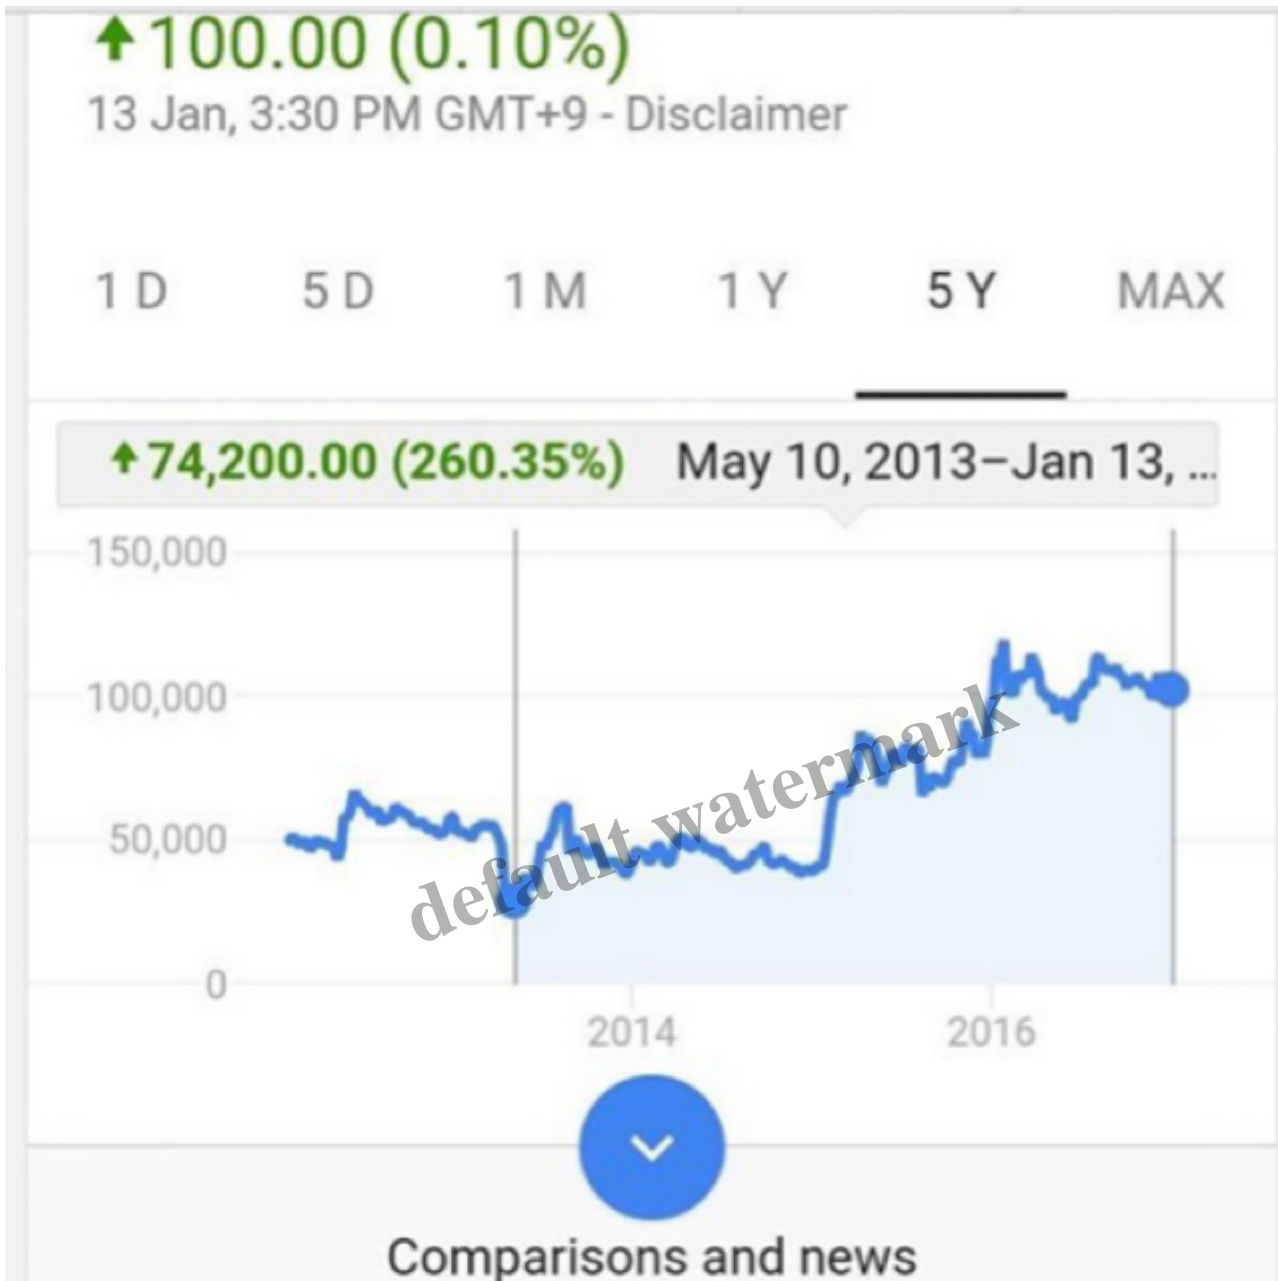 ↑100.00 (0.10%)
13 Jan, 3:30 PM GMT+9 - Disclaimer
1 D 5 D 1 M 1 Y 5 Y MAX
↑74,200.00 (260.35%) May 10, 2013–Jan 13, ...
150,000
100,000
50,000
0
2014 2016
default watermark
Comparisons and news